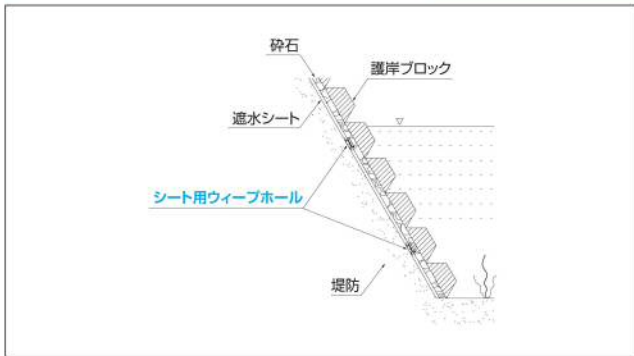 砕石
護岸ブロック
遮水シート
シート用ウィープホール
堤防